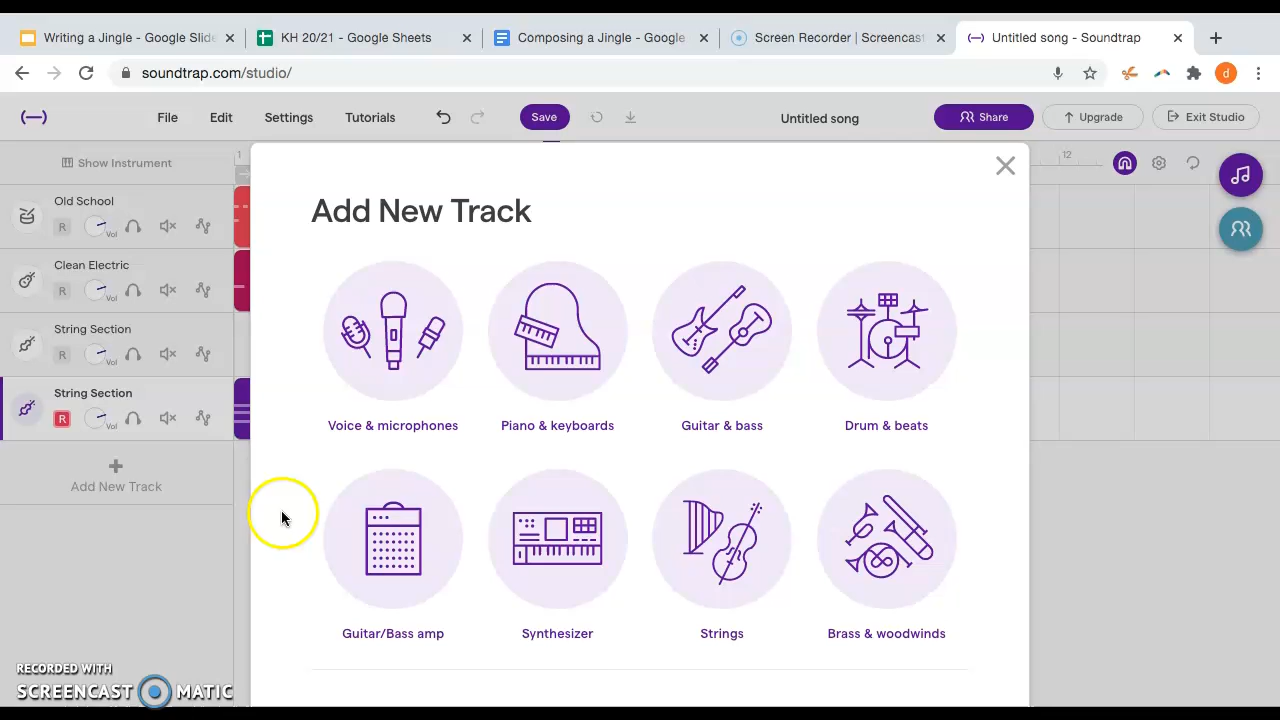 Writing a Jingle - Google Slide
KH 20/21 - Google Sheets
Composing a Jingle - Google
Screen Recorder | Screencast
Untitled song - Soundtrap
soundtrap.com/studio/
d
File
Edit
Settings
Tutorials
Save
Untitled song
Share
Upgrade
Exit Studio
Show Instrument
1
12
Add New Track
Old School
R
Vol
Clean Electric
R
Vol
String Section
R
Vol
String Section
R
Vol
Add New Track
Voice & microphones
Piano & keyboards
Guitar & bass
Drum & beats
Guitar/Bass amp
Synthesizer
Strings
Brass & woodwinds
RECORDED WITH
SCREENCAST MATIC